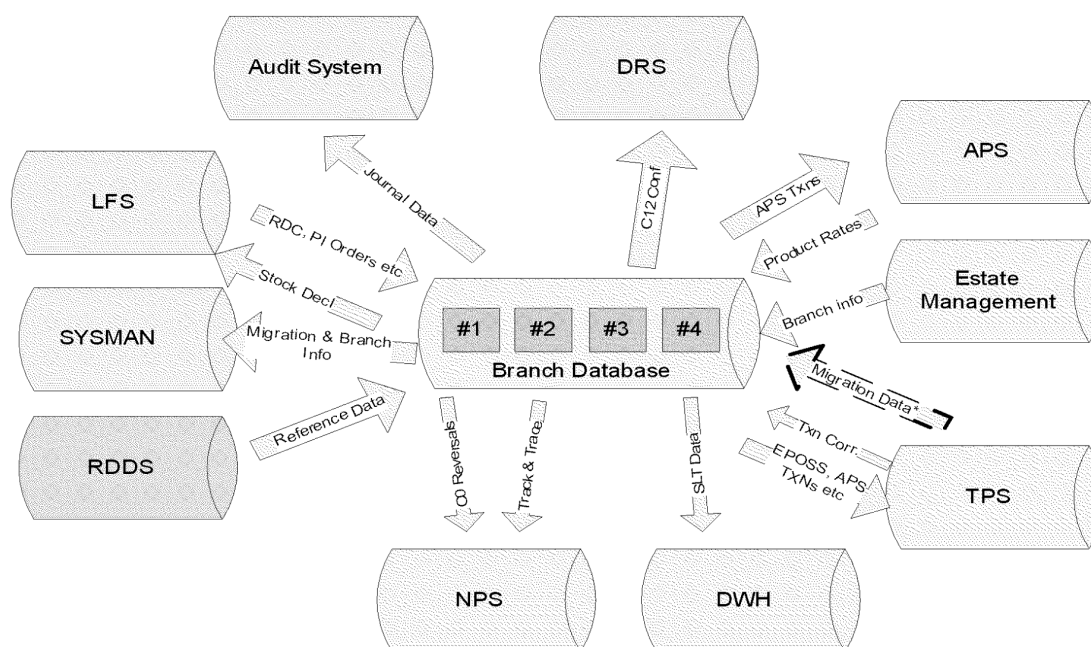 Audit System
DRS
APS
LFS
Journal Data
C12 Conf
APS Txns
RDC, PI Orders etc
Product Rates
Stock Decl
Estate
Management
Branch info
SYSMAN
Migration & Branch
Info
#1
#2
#3
#4
Branch Database
Migration Data*
Reference Data
RDDS
C0 Reversals
Track & Trace
SLT Data
Txn Corr.
EPOSS, APS
TXNs etc
TPS
NPS
DWH